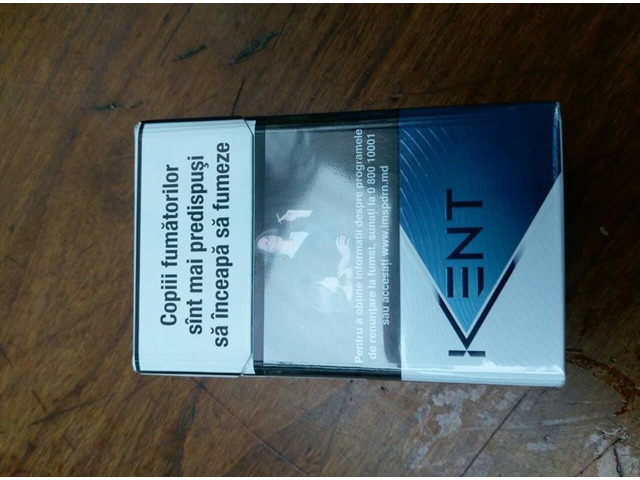 Copiii fumătorilor
sînt mai predispuși
să înceapă să fumeze
Pentru a obține informații despre programele
de renunțare la fumat, sunați la 0 800 10001
sau accesați www.imspdrn.md
KENT